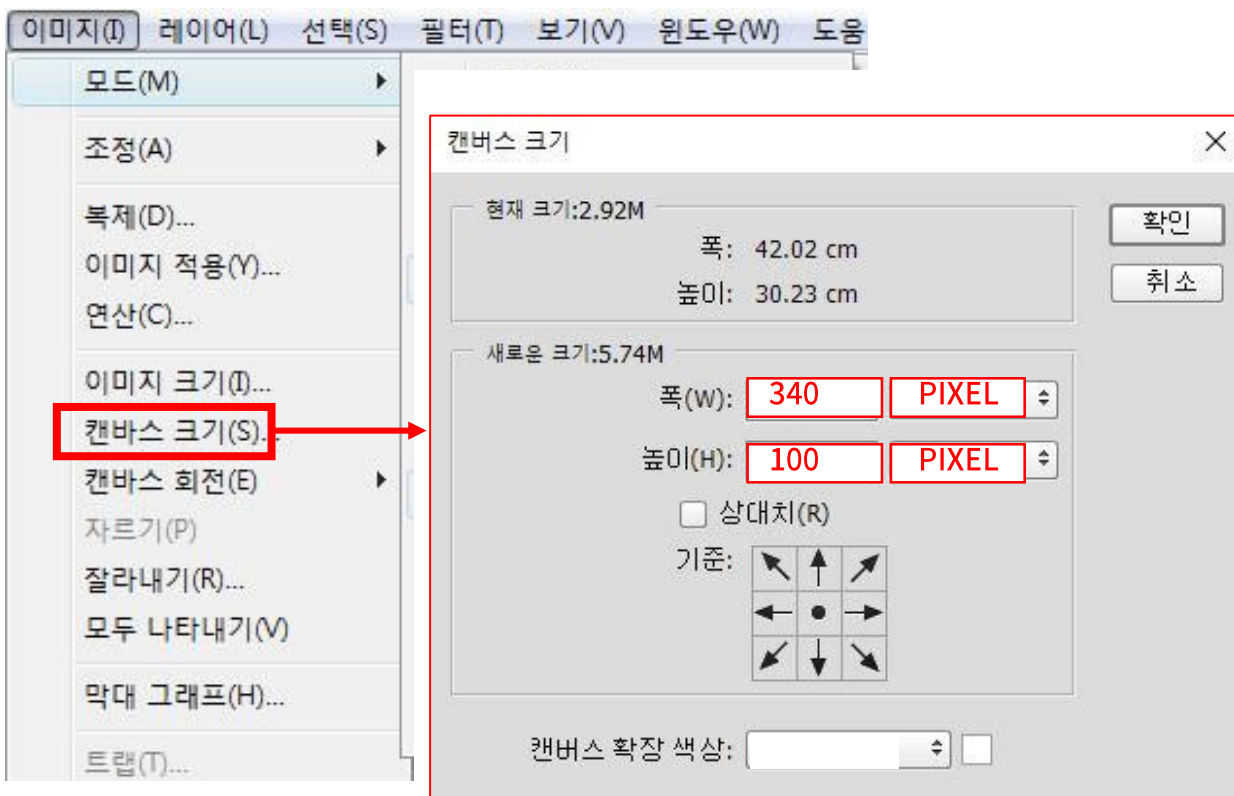 이미지(I) 레이어(L) 선택(S) 필터(T) 보기(V) 윈도우(W) 도움
모드(M)
조정(A)
복제(D)...
이미지 적용(Y)...
연산(C)...
이미지 크기(I)...
캔바스 크기(S)...
캔바스 회전(E)
자르기(P)
잘라내기(R)...
모두 나타내기(V)
막대 그래프(H)...
트랩(T)...
캔버스 크기
현재 크기:2.92M
폭: 42.02 cm
높이: 30.23 cm
확인
취소
새로운 크기:5.74M
폭(W): 340 PIXEL
높이(H): 100 PIXEL
상대치(R)
기준:
캔버스 확장 색상: